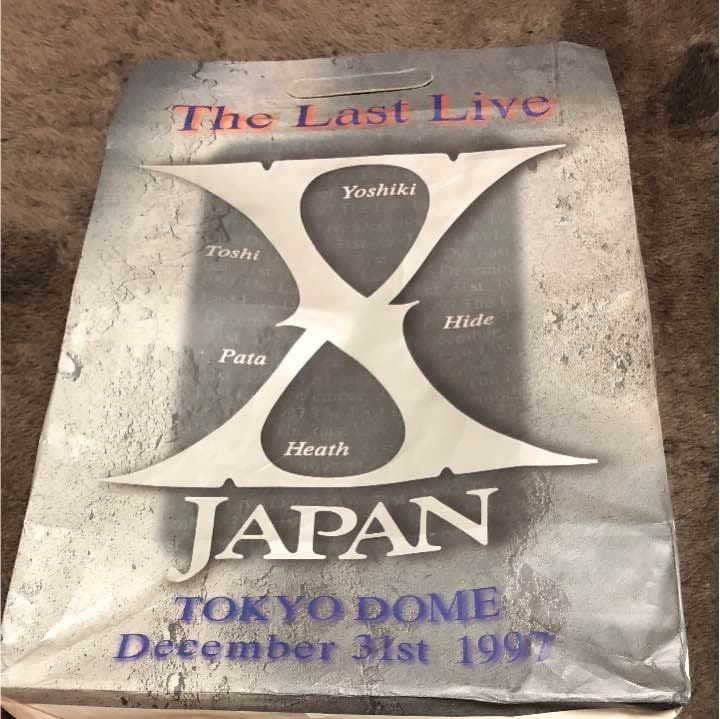 The Last Live
Yoshiki
Toshi
Hide
Pata
Heath
X
JAPAN
TOKYO DOME
December 31st 1997